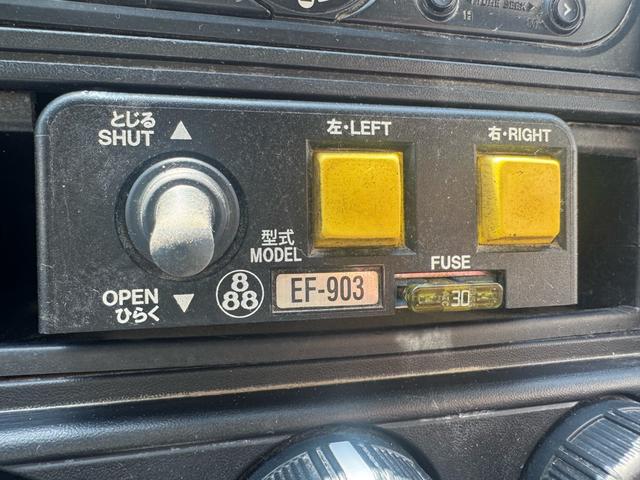 とじる
SHUT
左・LEFT
右・RIGHT
型式
MODEL
EF-903
FUSE
30
OPEN
ひらく
8
88